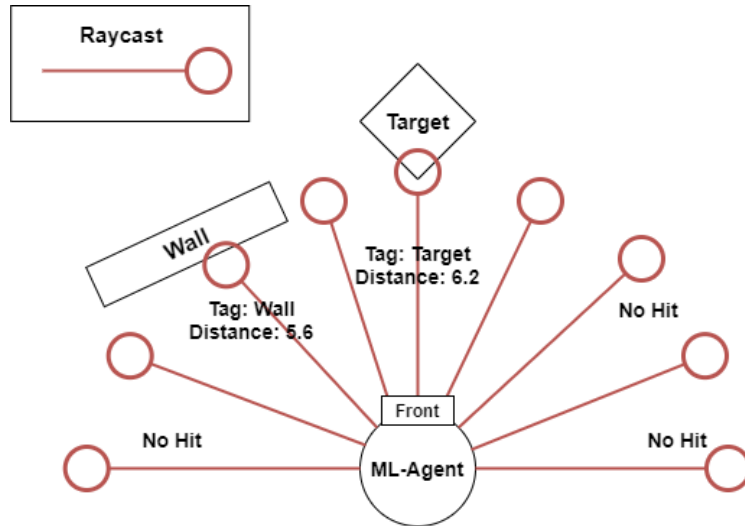 Raycast
Target
Wall
Tag: Target
Distance: 6.2
Tag: Wall
Distance: 5.6
No Hit
Front
No Hit
No Hit
ML-Agent